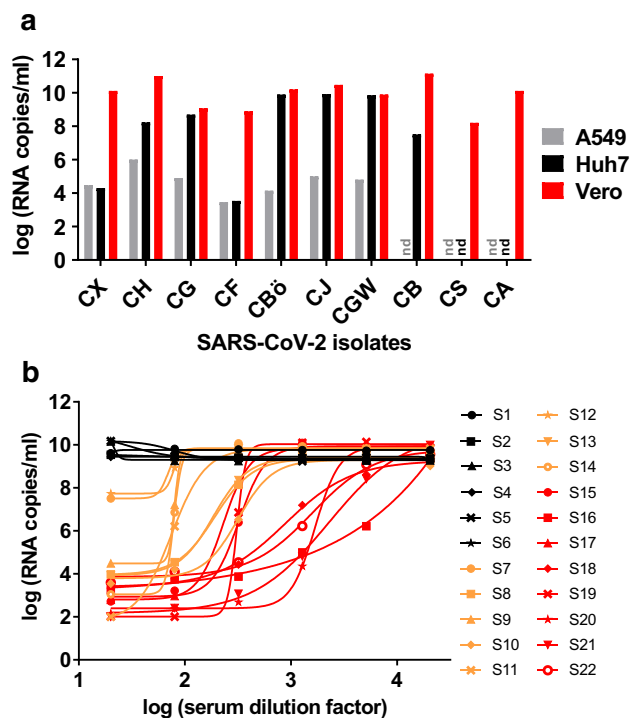 a
log (RNA copies/ml)
12
10
8
6
4
2
0
nd
nd
nd
nd
nd
CX
CH
CG
CF
CBö
CJ
CGW
CB
CS
CA
SARS-CoV-2 isolates
A549
Huh7
Vero
b
log (RNA copies/ml)
12
10
8
6
4
2
0
1
2
3
4
log (serum dilution factor)
S1
S2
S3
S4
S5
S6
S7
S8
S9
S10
S11
S12
S13
S14
S15
S16
S17
S18
S19
S20
S21
S22